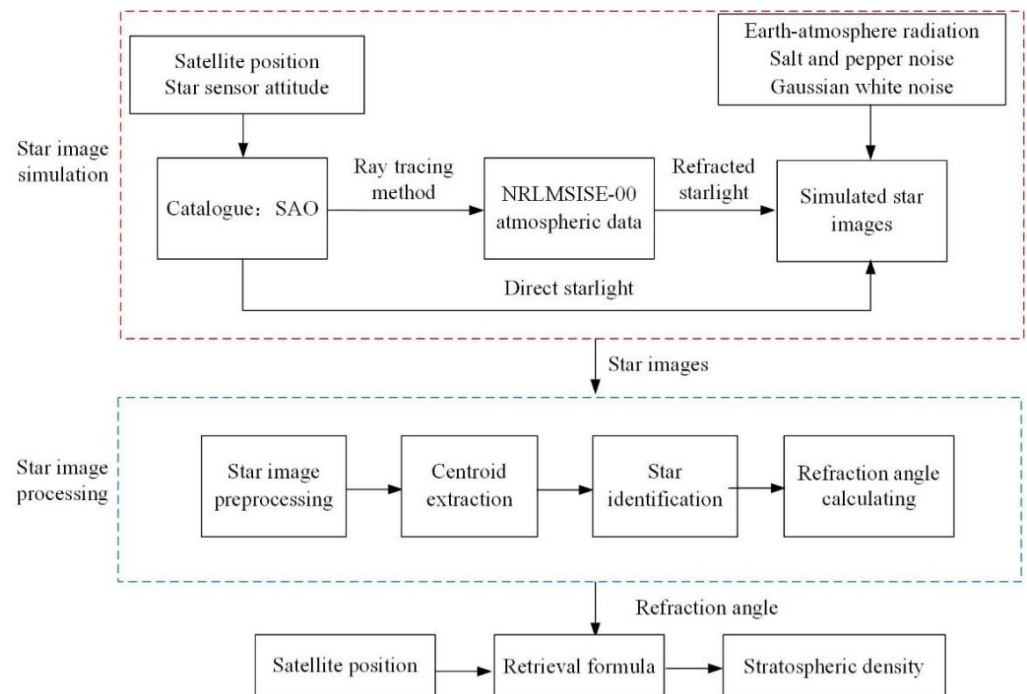 Satellite position
Star sensor attitude
Earth-atmosphere radiation
Salt and pepper noise
Gaussian white noise
Star image
simulation
Catalogue：SAO
Ray tracing
method
NRLMSISE-00
atmospheric data
Refracted
starlight
Simulated star
images
Direct starlight
Star images
Star image
processing
Star image
preprocessing
Centroid
extraction
Star
identification
Refraction angle
calculating
Refraction angle
Satellite position
Retrieval formula
Stratospheric density